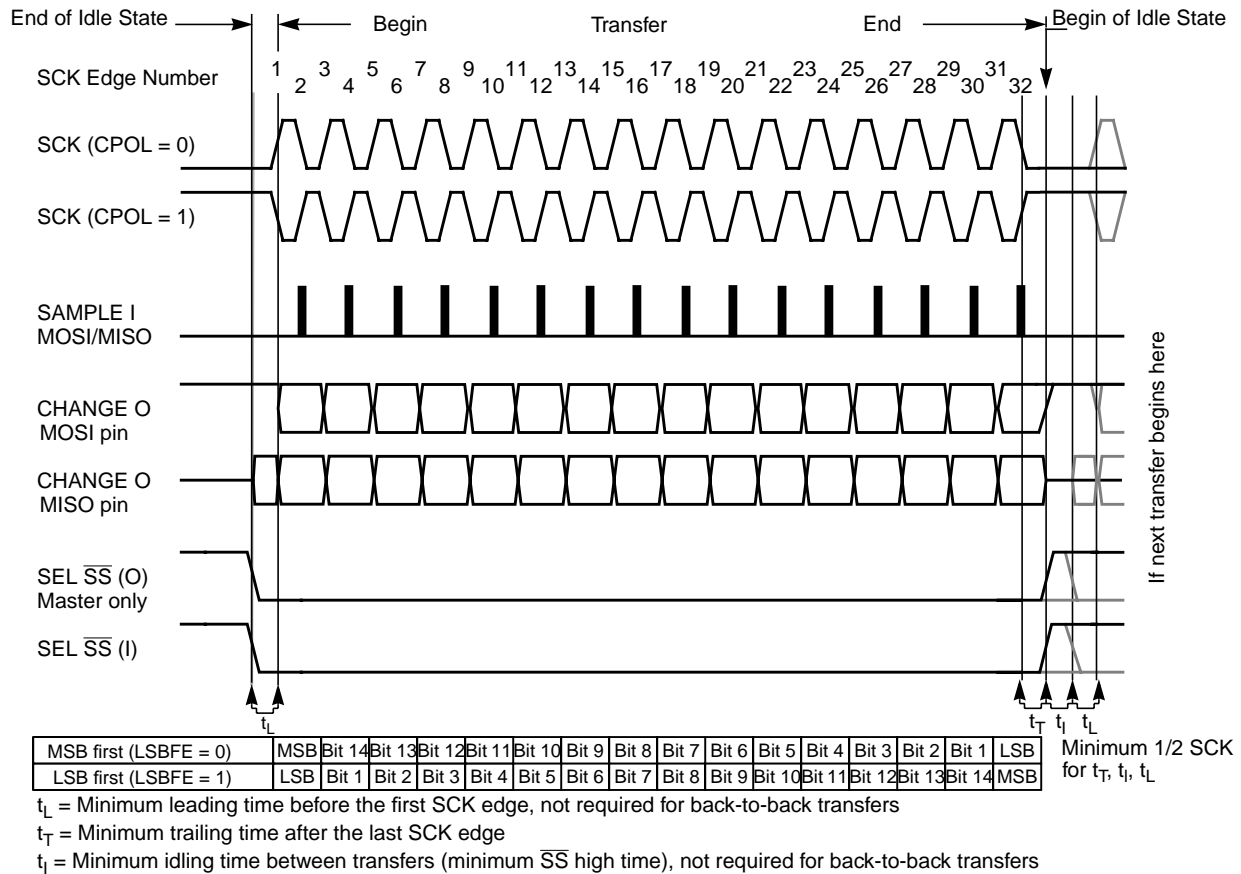 End of Idle State
Begin
Transfer
End
Begin of Idle State
SCK Edge Number
1 3 5 7 9 11 13 15 17 19 21 23 25 27 29 31
2 4 6 8 10 12 14 16 18 20 22 24 26 28 30 32
SCK (CPOL = 0)
SCK (CPOL = 1)
SAMPLE I
MOSI/MISO
CHANGE O
MOSI pin
CHANGE O
MISO pin
SEL S̅S̅ (O)
Master only
SEL S̅S̅ (I)
If next transfer begins here
tL
tT tI tL
MSB first (LSBFE = 0) MSB Bit 14 Bit 13 Bit 12 Bit 11 Bit 10 Bit 9 Bit 8 Bit 7 Bit 6 Bit 5 Bit 4 Bit 3 Bit 2 Bit 1 LSB
LSB first (LSBFE = 1) LSB Bit 1 Bit 2 Bit 3 Bit 4 Bit 5 Bit 6 Bit 7 Bit 8 Bit 9 Bit 10 Bit 11 Bit 12 Bit 13 Bit 14 MSB
Minimum 1/2 SCK
for tT, tI, tL
tL = Minimum leading time before the first SCK edge, not required for back-to-back transfers
tT = Minimum trailing time after the last SCK edge
tI = Minimum idling time between transfers (minimum S̅S̅ high time), not required for back-to-back transfers